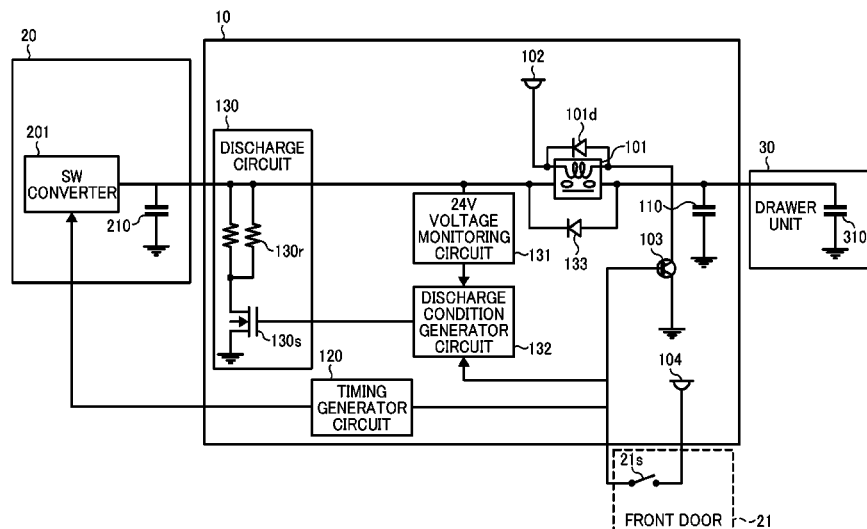 10
20
102
101d
201
130
101
30
SW
CONVERTER
DISCHARGE
CIRCUIT
24V
VOLTAGE
MONITORING
CIRCUIT
131
133
110
DRAWER
UNIT
310
210
130r
103
DISCHARGE
CONDITION
GENERATOR
CIRCUIT
132
130s
120
104
TIMING
GENERATOR
CIRCUIT
21s
FRONT DOOR
21